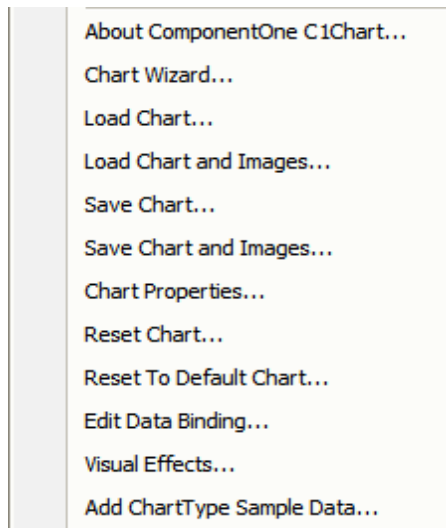 About ComponentOne C1Chart...
Chart Wizard...
Load Chart...
Load Chart and Images...
Save Chart...
Save Chart and Images...
Chart Properties...
Reset Chart...
Reset To Default Chart...
Edit Data Binding...
Visual Effects...
Add ChartType Sample Data...